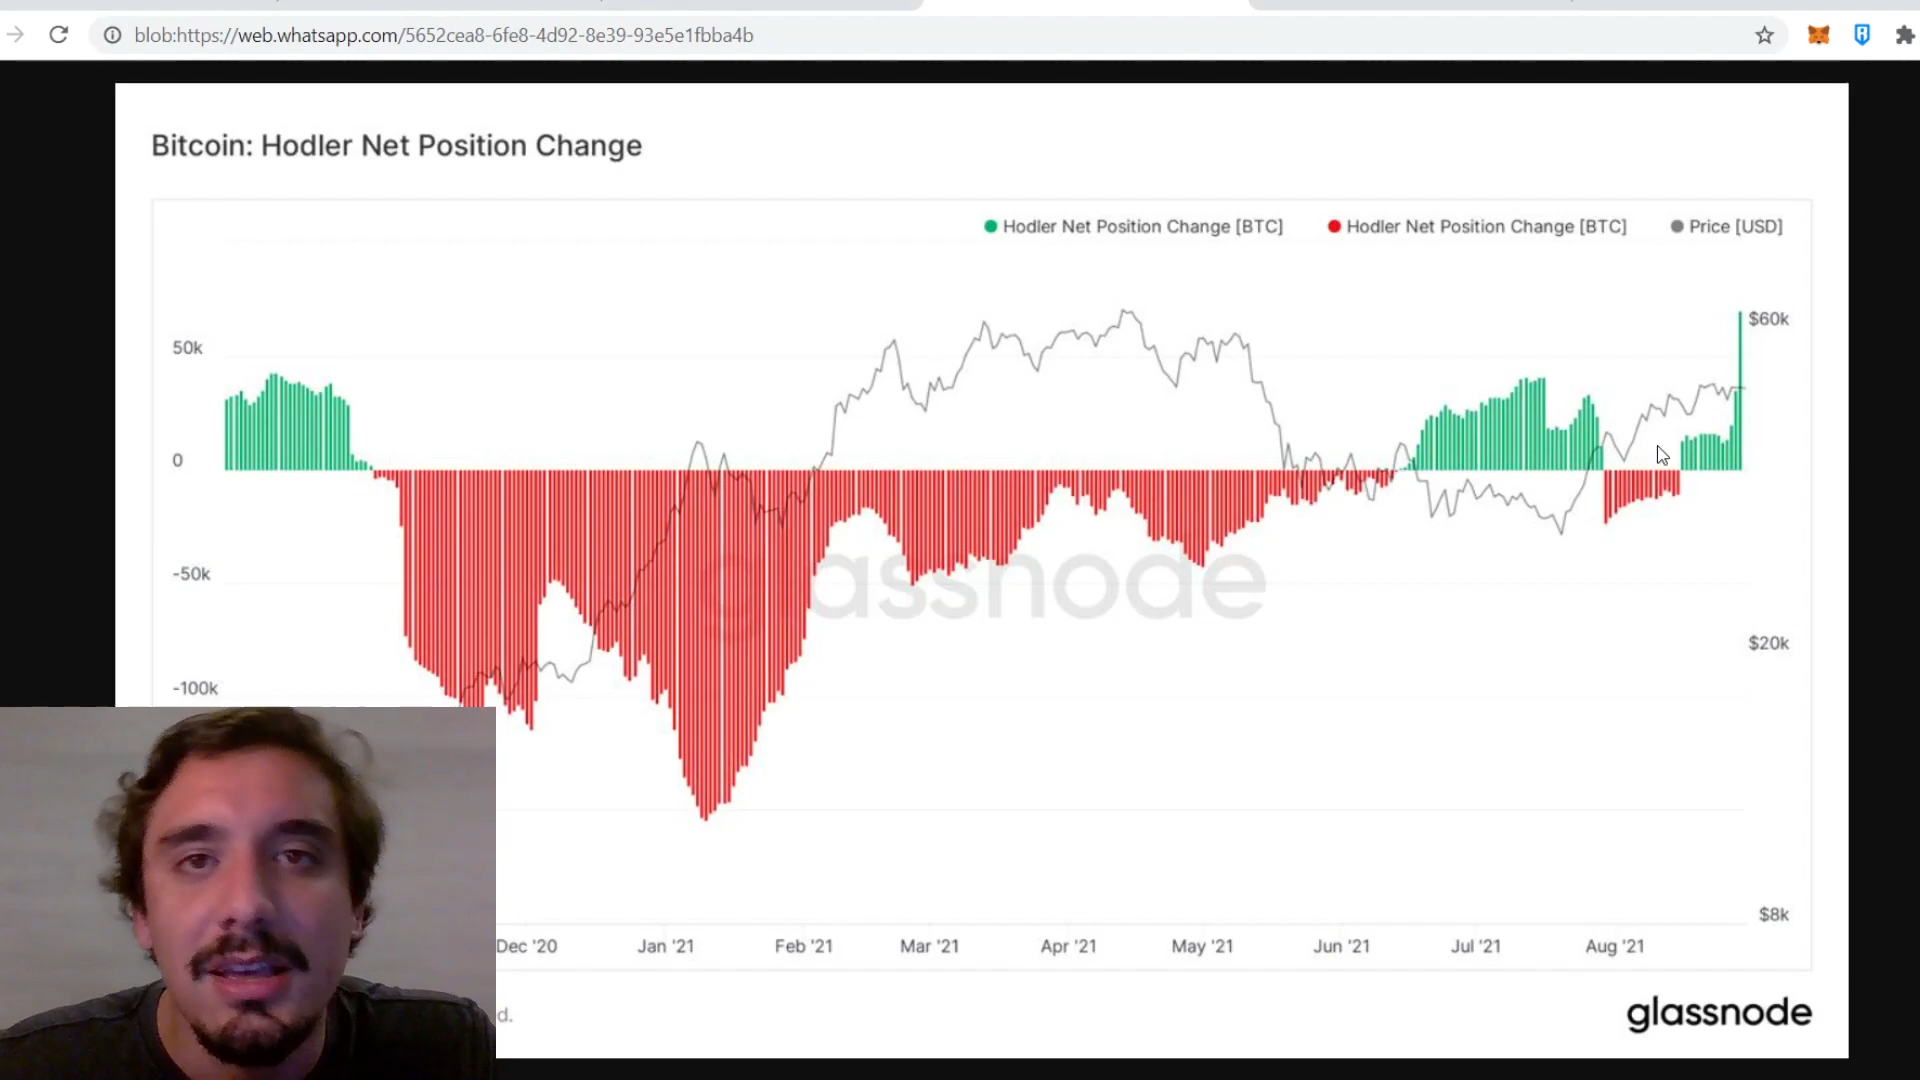 blob:https://web.whatsapp.com/5652cea8-6fe8-4d92-8e39-93e5e1fbba4b
Bitcoin: Hodler Net Position Change
Hodler Net Position Change [BTC] Hodler Net Position Change [BTC] Price [USD]
50k
0
-50k
-100k
$60k
$20k
$8k
glassnode
Dec '20 Jan '21 Feb '21 Mar '21 Apr '21 May '21 Jun '21 Jul '21 Aug '21
d.
glassnode